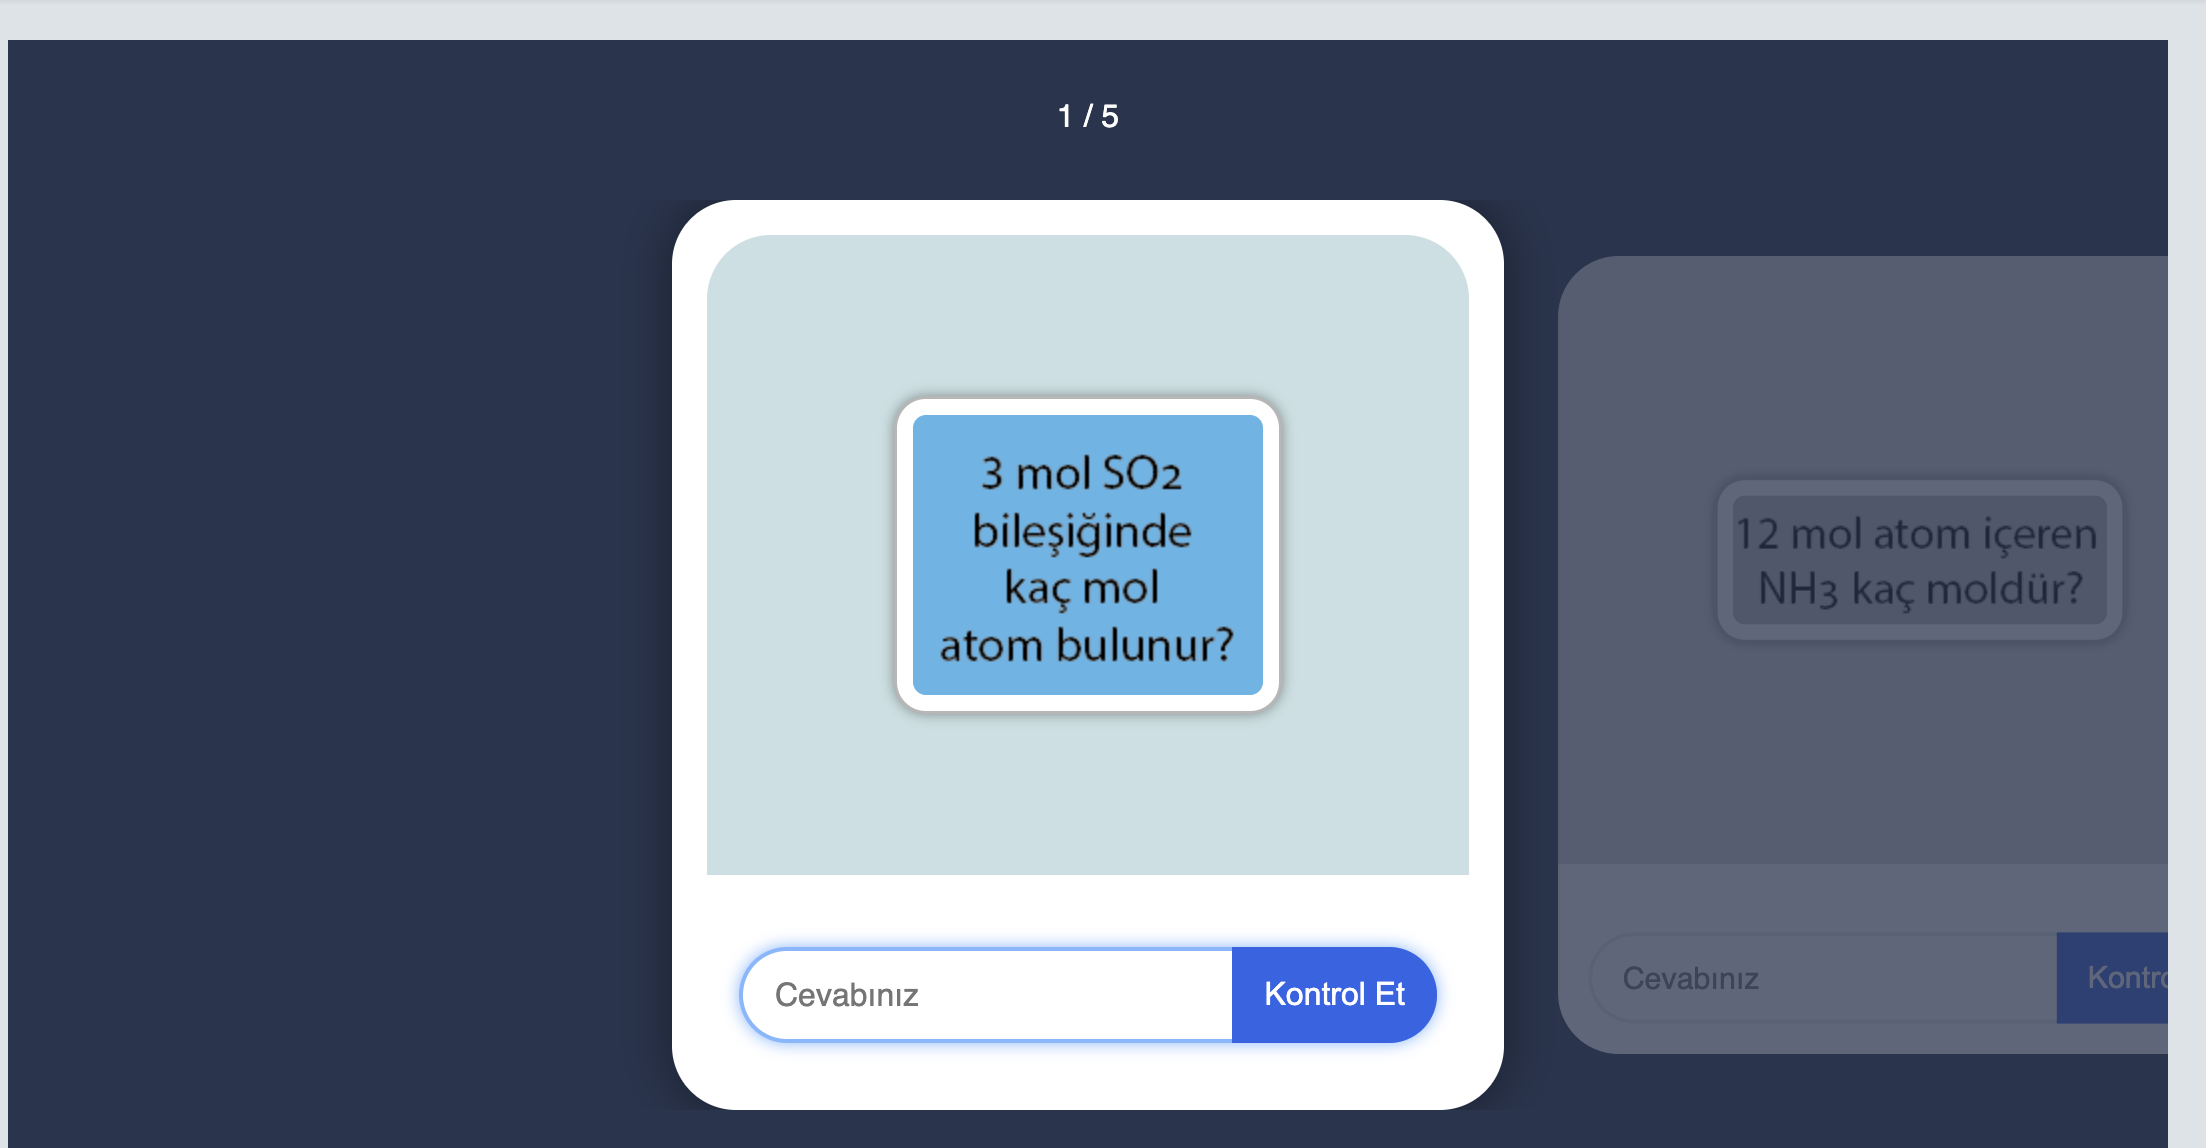 1 / 5
3 mol SO2
bileşiğinde
kaç mol
atom bulunur?
Cevabınız
Kontrol Et
12 mol atom içeren
NH3 kaç moldür?
Cevabınız
Kontro